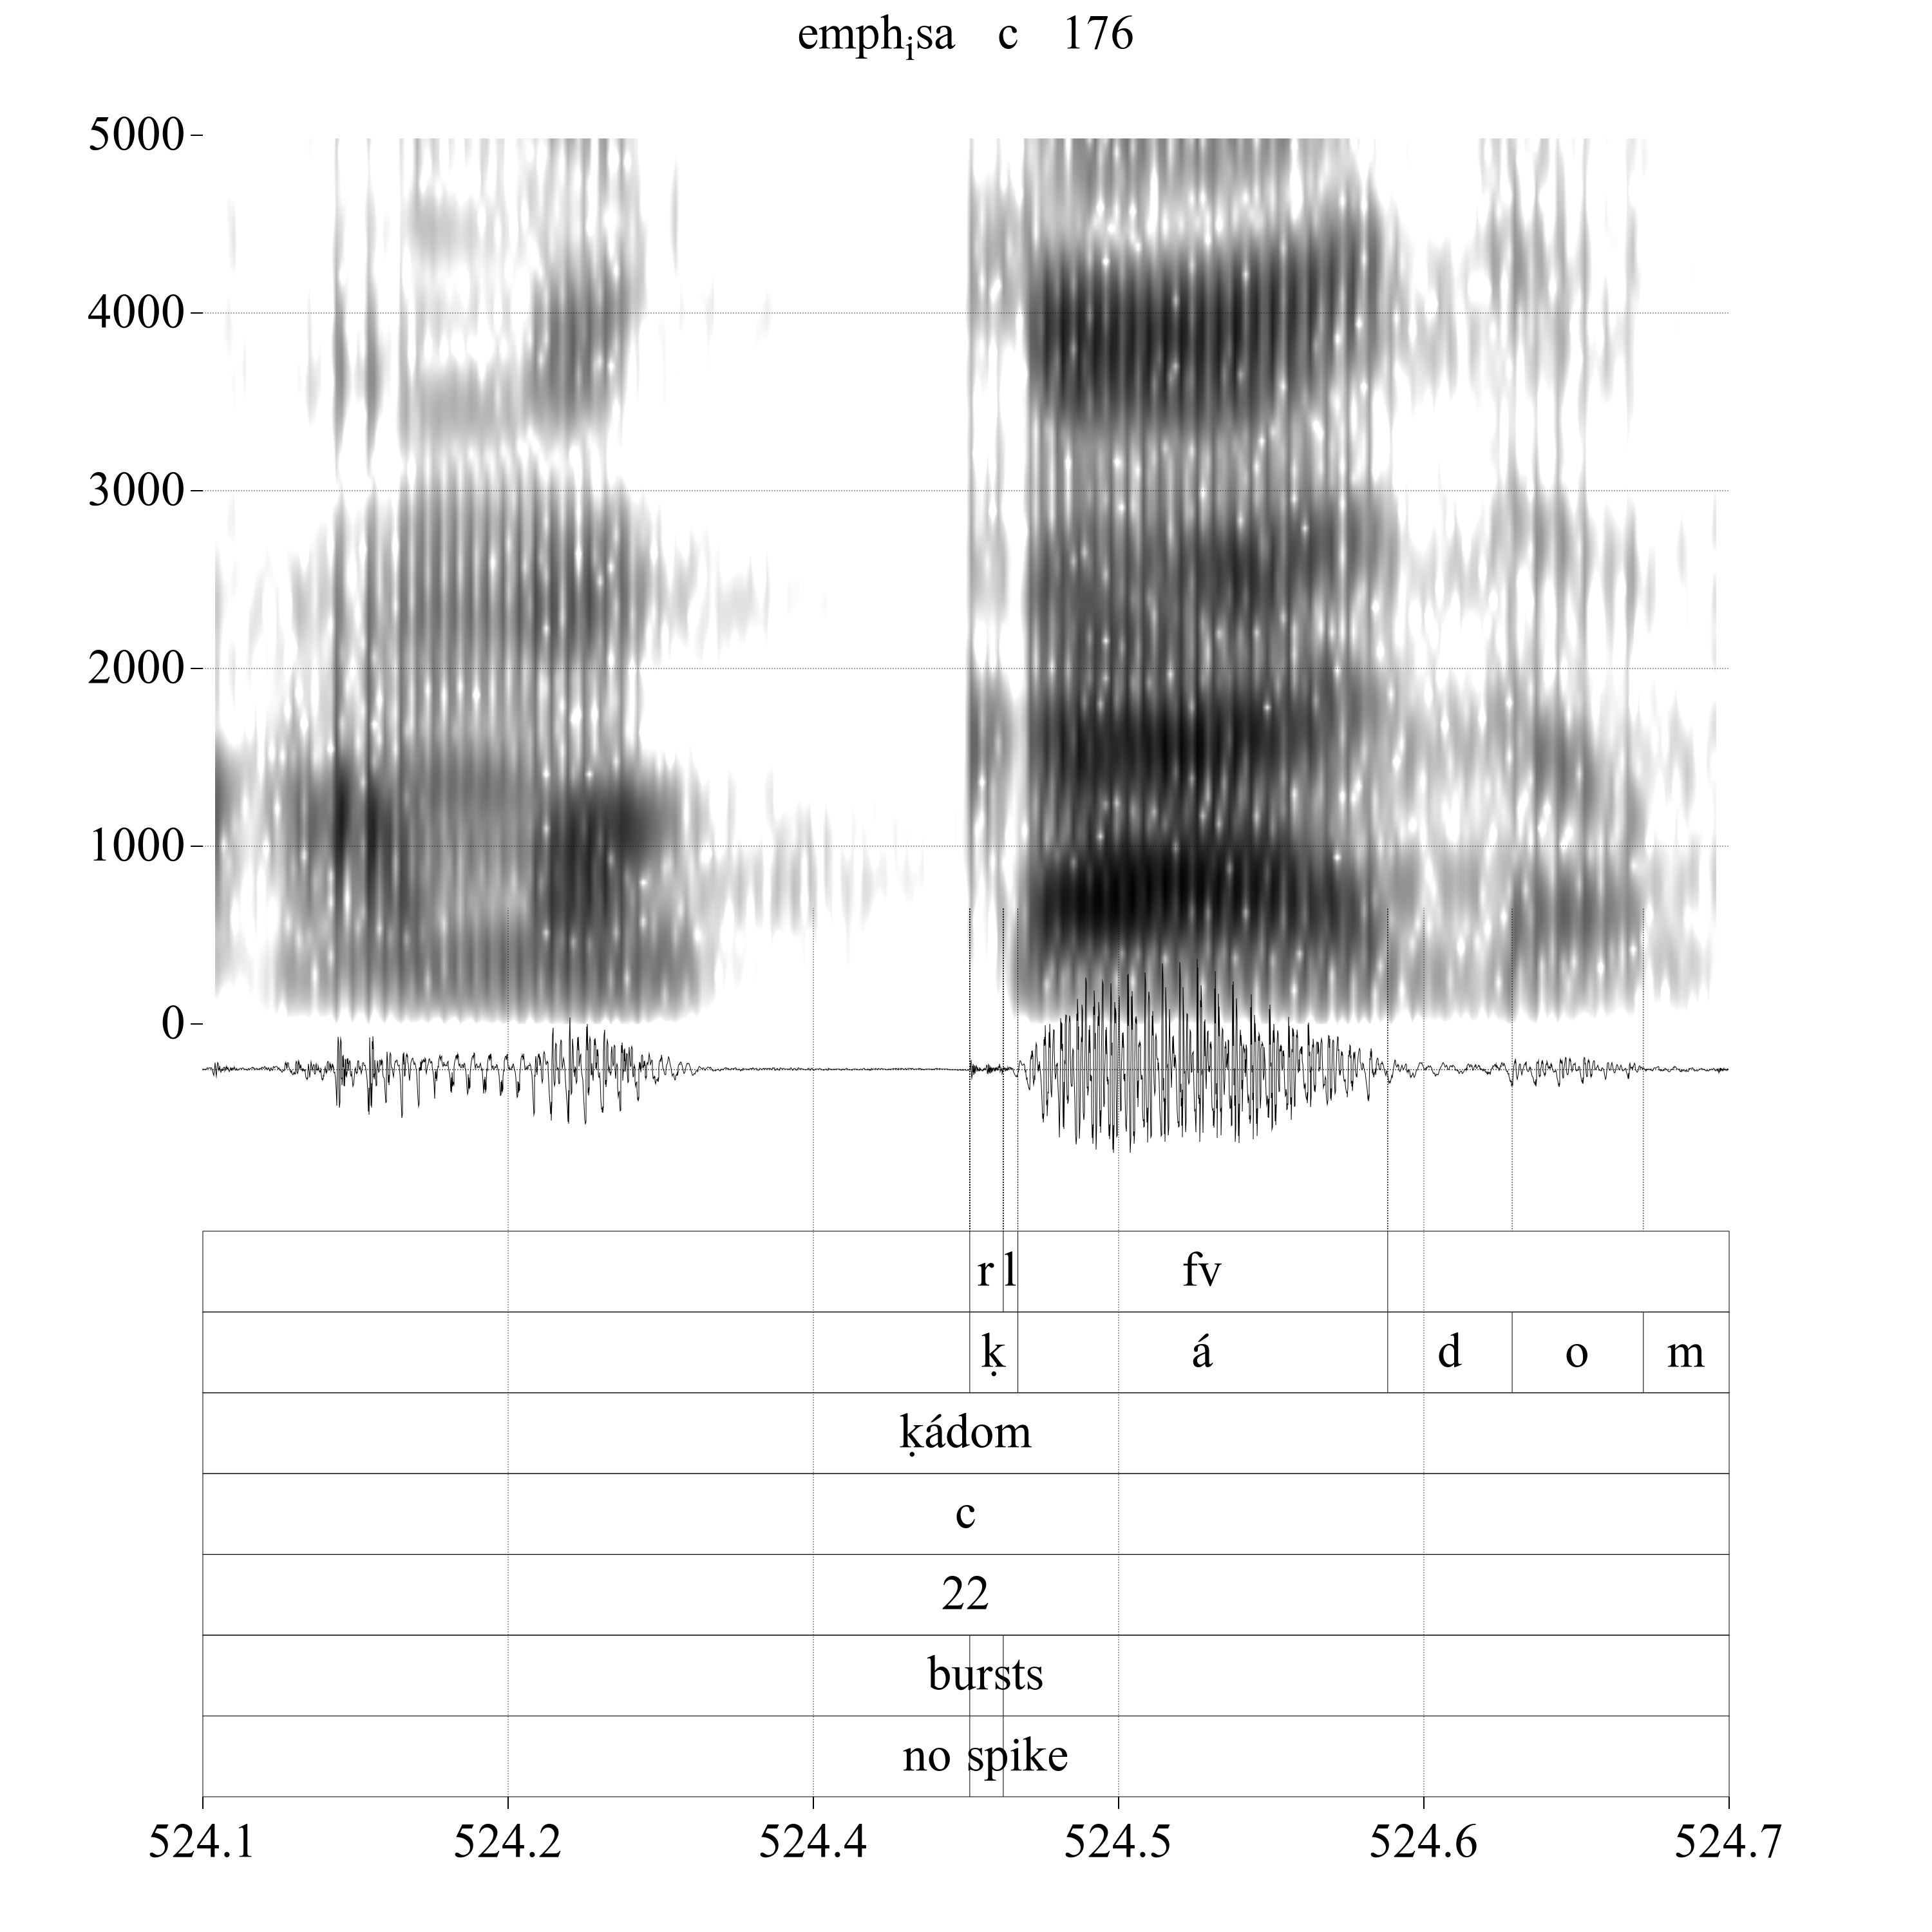 emphᵢsa c 176
5000
4000
3000
2000
1000
0
r l fv
ḳ á d o m
ḳádom
c
22
bursts
no spike
524.1 524.2 524.4 524.5 524.6 524.7